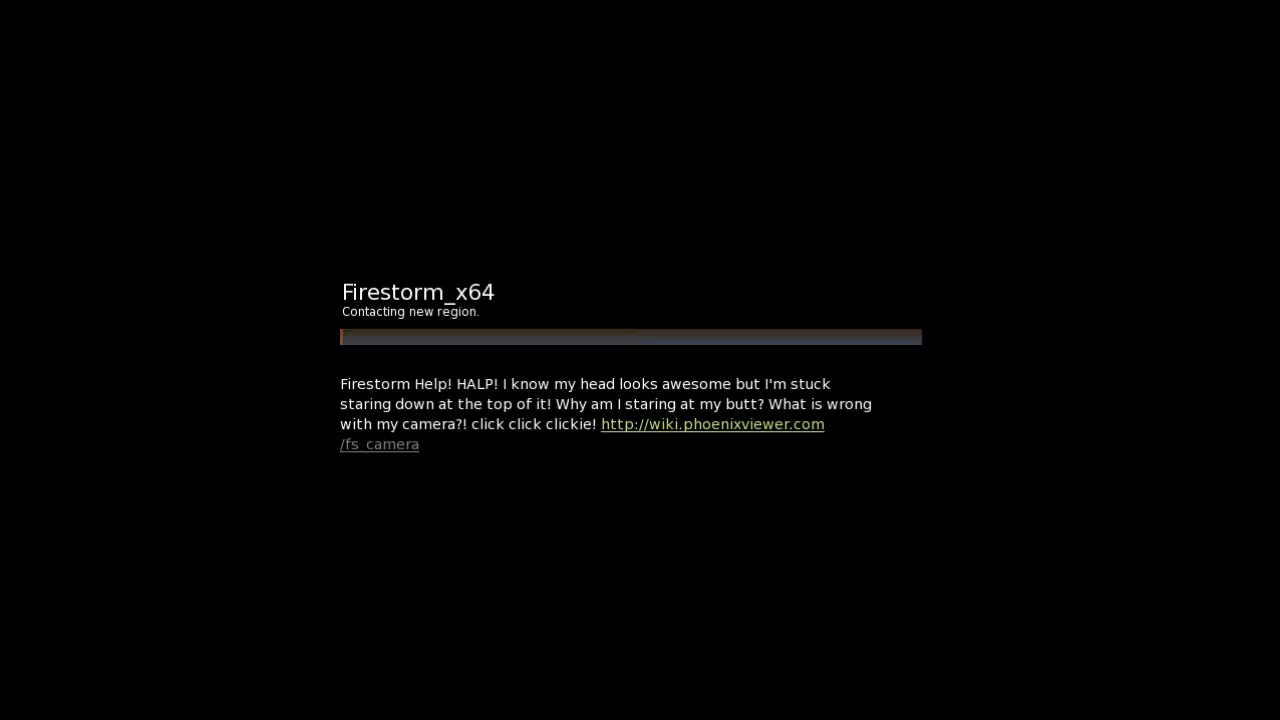 Firestorm_x64
Contacting new region.
Firestorm Help! HALP! I know my head looks awesome but I'm stuck
staring down at the top of it! Why am I staring at my butt? What is wrong
with my camera?! click click clickie! http://wiki.phoenixviewer.com
/fs_camera